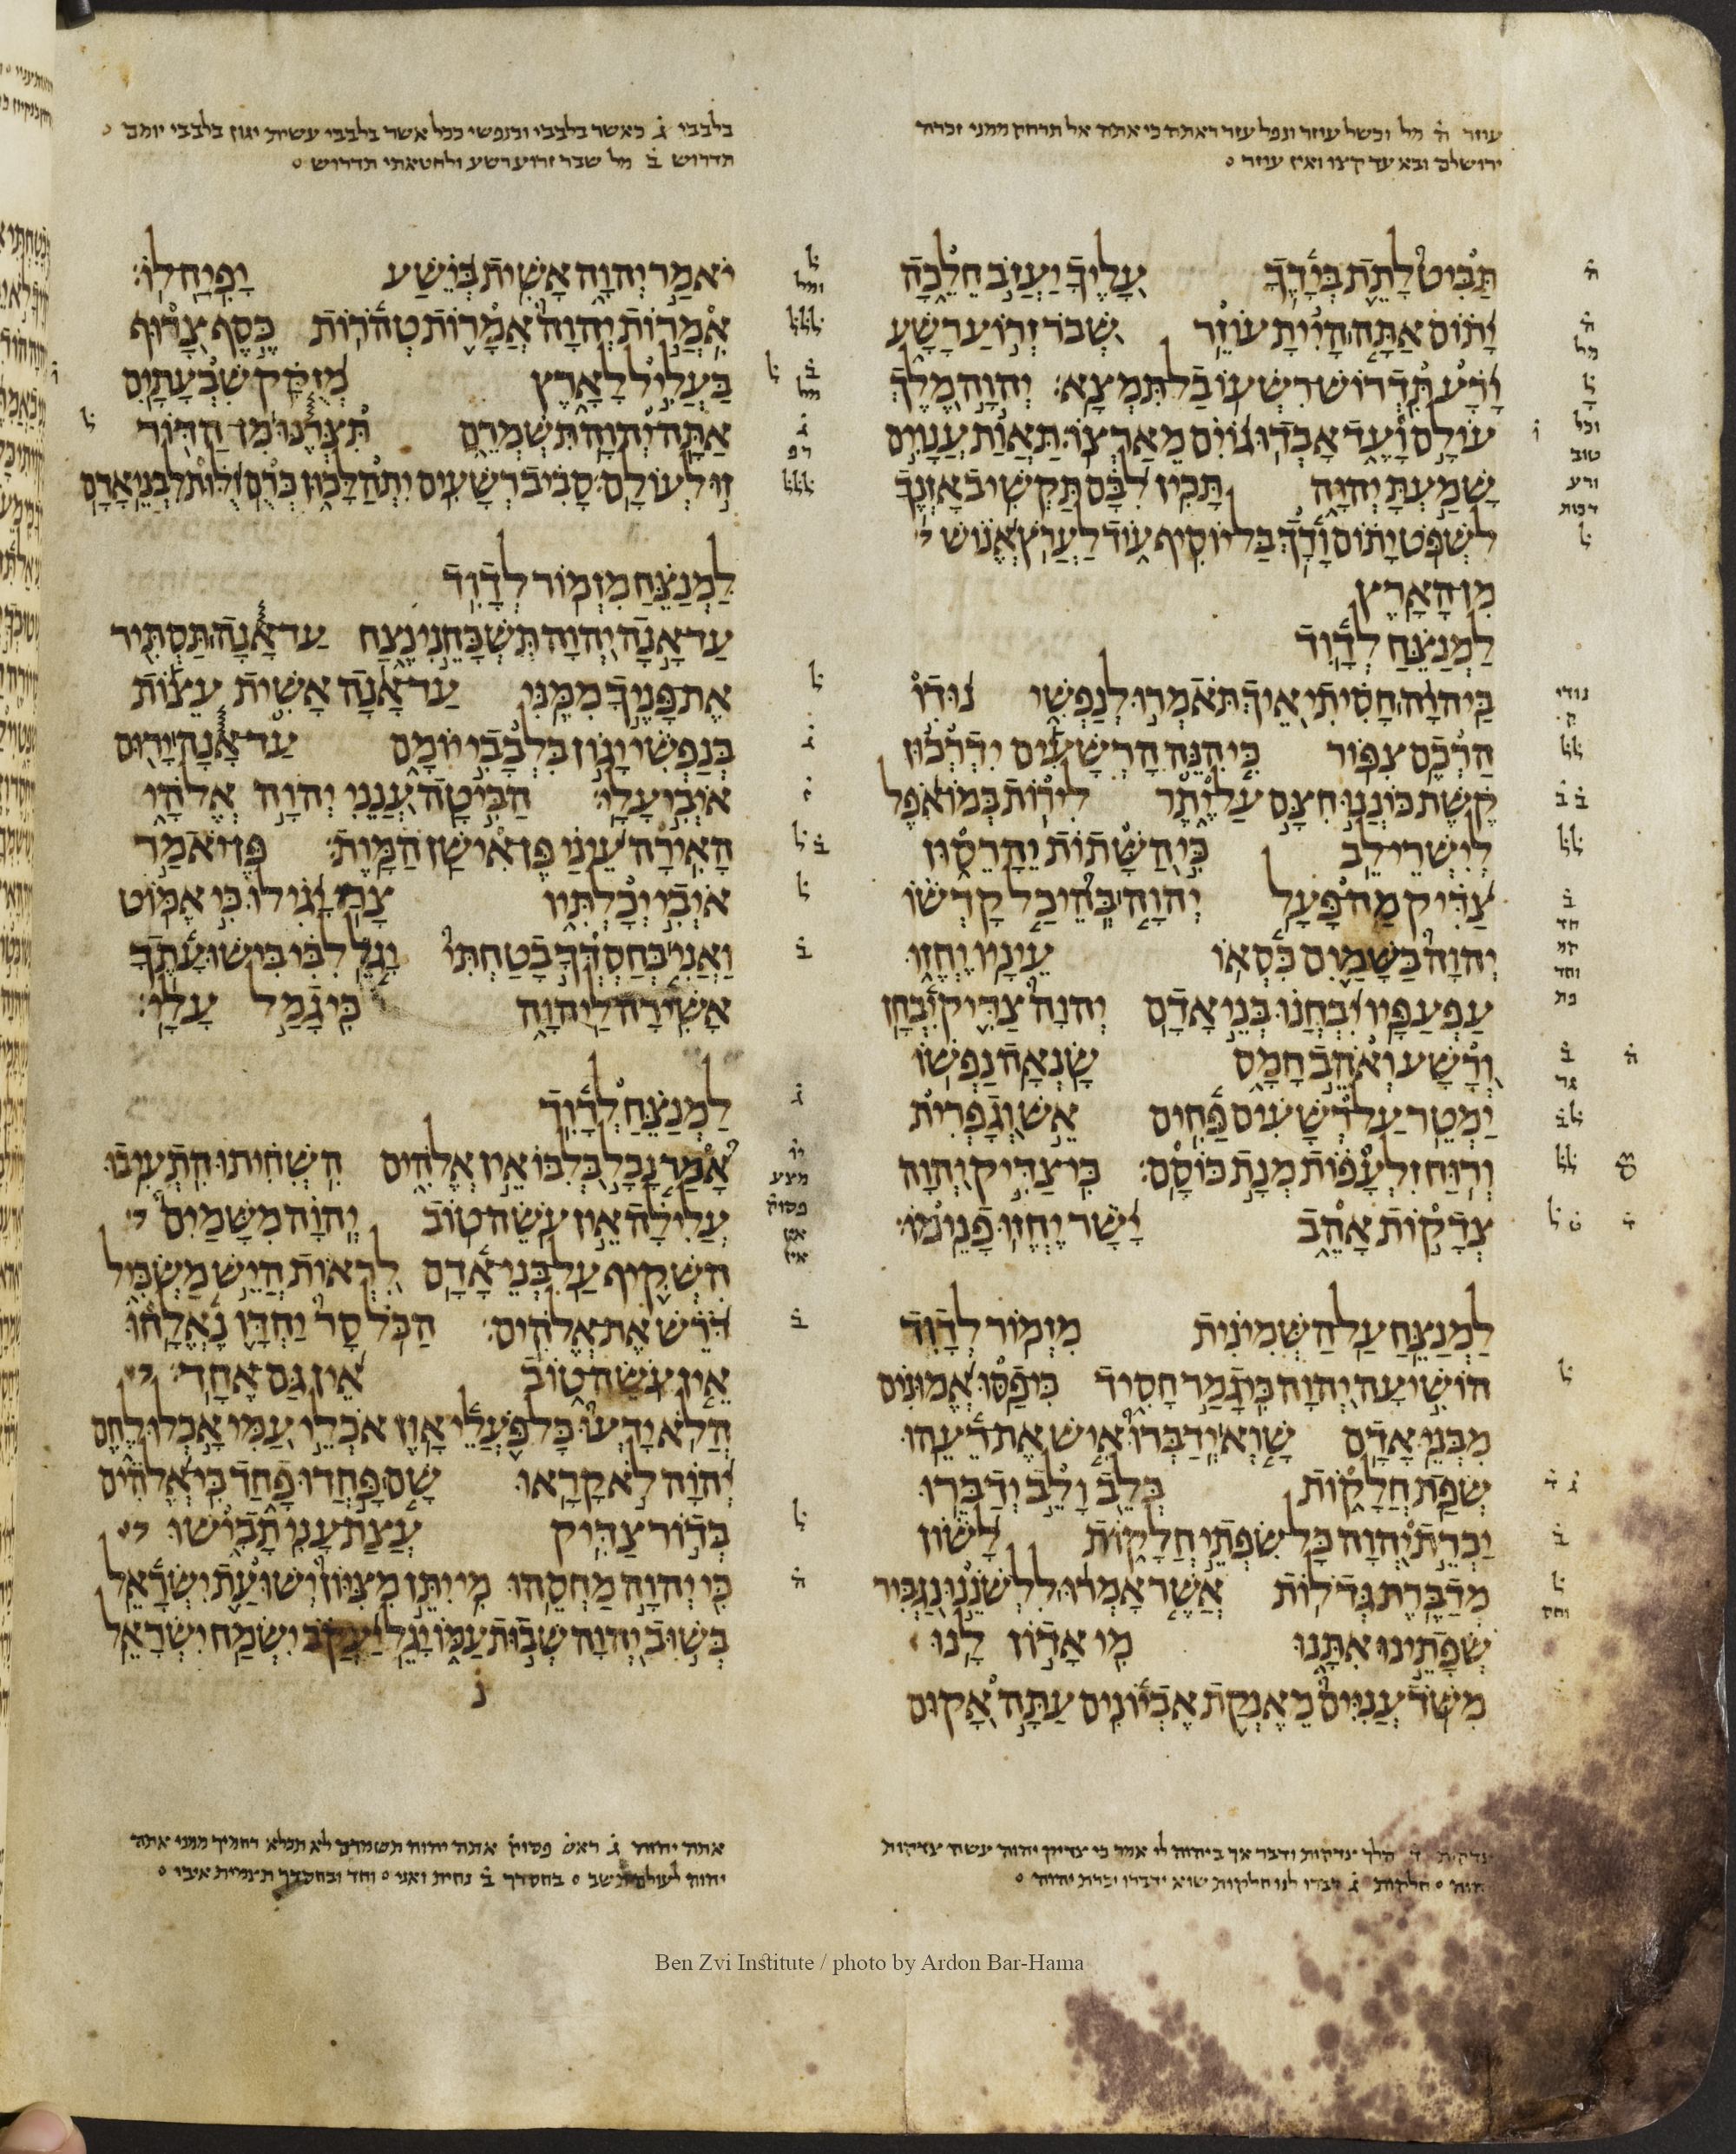 עוזר ה מל וכשל עוזר ונפל עזר ראתה כי אתה אל תרחק ממני זכרה
ירושלם ובא עד קצו ואין עוזר
תביט לתת בידך עליך יעזב חלכה
יתום אתה היית עוזר שבר זרוע רשע
ורע תדרוש רשעו בל תמצא יהוה מלך
עולם ועד אבדו גוים מארצו תאות ענוים
שמעת יהוה תכין לבם תקשיב אזנך
לשפט יתום ודך בל יוסיף עוד לערץ אנוש
מן הארץ
למנצח לדוד
ביהוה חסיתי איך תאמרו לנפשי נודו
הרכם צפור כי הנה הרשעים ידרכון
קשת כוננו חצם על יתר לירות במו אפל
לישרי לב כי השתות יהרסון
צדיק מה פעל יהוה בהיכל קדשו
יהוה בשמים כסאו עיניו יחזו
עפעפיו יבחנו בני אדם יהוה צדיק יבחן
ורשע ואהב חמס שנאה נפשו
ימטר על רשעים פחים אש וגפרית
ורוח זלעפות מנת כוסם כי צדיק יהוה
צדקות אהב ישר יחזו פנימו
למנצח על השמינית מזמור לדוד
הושיעה יהוה כי גמר חסיד כי פסו אמונים
מבני אדם שוא ידברו איש את רעהו
שפת חלקות בלב ולב ידברו
יכרת יהוה כל שפתי חלקות לשון
מדברת גדלות אשר אמרו ללשננו נגביר
שפתינו אתנו מי אדון לנו
משד עניים מאנקת אביונים עתה אקום
צדקות ד הלך צדקות ודבר אך ביהוה לי אמר כי צדיק יהוה עשה צדקות
יהוה חלקות ג דברו לנו חלקות שוא ידברו יכרת יהוה
בלבבי ג כאשר בלבבי ובנפשי ככל אשר בלבבי עשית יגון בלבבי יומם
תדרוש ב מל שבר זרוע רשע ולחטאתי תדרוש
יאמר יהוה אשית בישע יפיח לו
אמרות יהוה אמרות טהרות כסף צרוף
בעליל לארץ מזקק שבעתים
אתה יהוה תשמרם תצרנו מן הדור
זו לעולם סביב רשעים יתהלכון כרם זלות לבני אדם
למנצח מזמור לדוד
עד אנה יהוה תשכחני נצח עד אנה תסתיר
את פניך ממני עד אנה אשית עצות
בנפשי יגון בלבבי יומם עד אנה ירום
איבי עלי הביטה ענני יהוה אלהי
האירה עיני פן אישן המות פן יאמר
איבי יכלתיו צרי יגילו כי אמוט
ואני בחסדך בטחתי יגל לבי בישועתך
אשירה ליהוה כי גמל עלי
למנצח לדוד
אמר נבל בלבו אין אלהים השחיתו התעיבו
עלילה אין עשה טוב יהוה משמים
השקיף על בני אדם לראות היש משכיל
דרש את אלהים הכל סר יחדו נאלחו
אין עשה טוב אין גם אחד
הלא ידעו כל פעלי און אכלי עמי אכלו לחם
יהוה לא קראו שם פחדו פחד כי אלהים
בדור צדיק עצת עני תבישו
כי יהוה מחסהו מי יתן מציון ישועת ישראל
בשוב יהוה שבות עמו יגל יעקב ישמח ישראל
אתה יהוה ג ראש פסוק אתה יהוה תשמרם לא תכלא רחמיך ממני אתה
יהוה לעולם תשב בחסדך ב נחית ואני וחד ובחסדך תצמית איבי
Ben Zvi Institute / photo by Ardon Bar-Hama